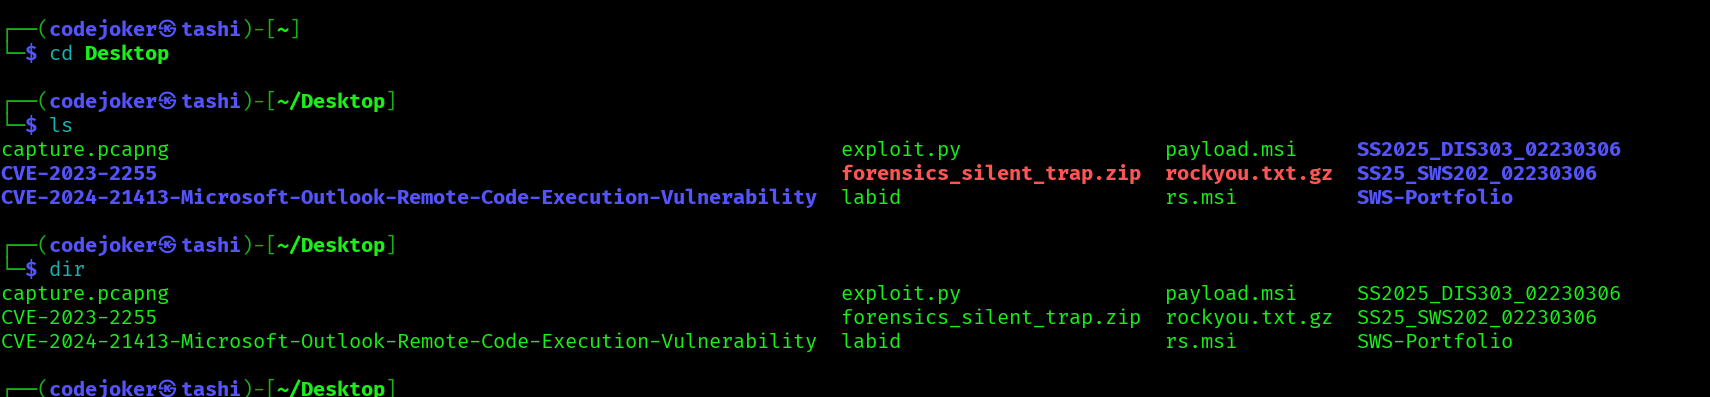 ┌──(codejoker㉿tashi)-[~]
└─$ cd Desktop
┌──(codejoker㉿tashi)-[~/Desktop]
└─$ ls
capture.pcapng exploit.py payload.msi SS2025_DIS303_02230306
CVE-2023-2255 forensics_silent_trap.zip rockyou.txt.gz SS25_SWS202_02230306
CVE-2024-21413-Microsoft-Outlook-Remote-Code-Execution-Vulnerability labid rs.msi SWS-Portfolio
┌──(codejoker㉿tashi)-[~/Desktop]
└─$ dir
capture.pcapng exploit.py payload.msi SS2025_DIS303_02230306
CVE-2023-2255 forensics_silent_trap.zip rockyou.txt.gz SS25_SWS202_02230306
CVE-2024-21413-Microsoft-Outlook-Remote-Code-Execution-Vulnerability labid rs.msi SWS-Portfolio
┌──(codejoker㉿tashi)-[~/Desktop]